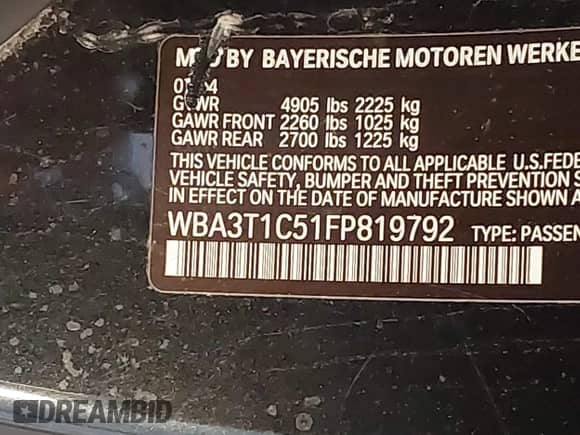 MFD BY BAYERISCHE MOTOREN WERKE
GVWR 4905 lbs 2225 kg
GAWR FRONT 2260 lbs 1025 kg
GAWR REAR 2700 lbs 1225 kg
THIS VEHICLE CONFORMS TO ALL APPLICABLE U.S.FEDE
VEHICLE SAFETY, BUMPER AND THEFT PREVENTION
IN EFFECT ON THE DATE OF MANUFACTURE SHOWN A
WBA3T1C51FP819792 TYPE: PASSEN
DREAMBID